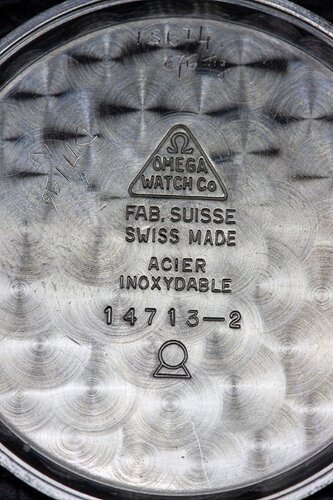 OMEGA
WATCH Co
FAB. SUISSE
SWISS MADE
ACIER
INOXYDABLE
14713-2